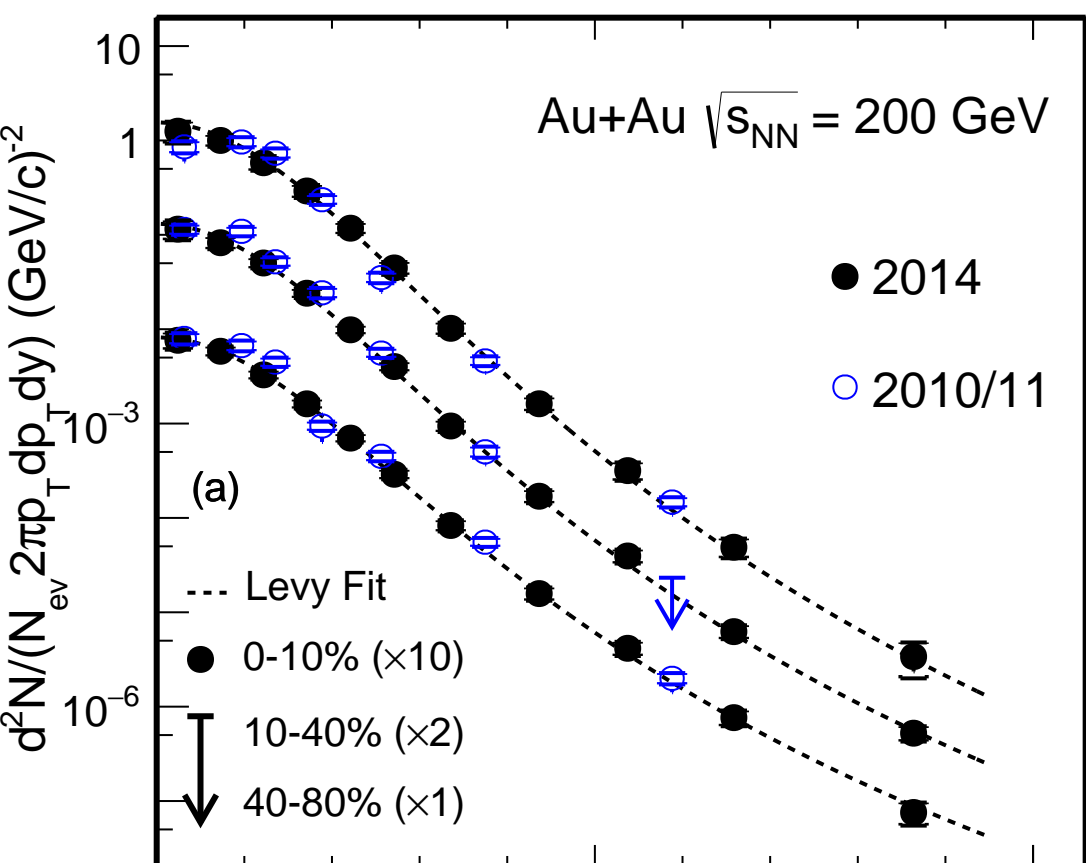 10
1
10⁻³
10⁻⁶
d²N/(N_ev 2πp_T dp_T dy) (GeV/c)⁻²
Au+Au √s_NN = 200 GeV
2014
2010/11
(a)
Levy Fit
0-10% (×10)
10-40% (×2)
40-80% (×1)